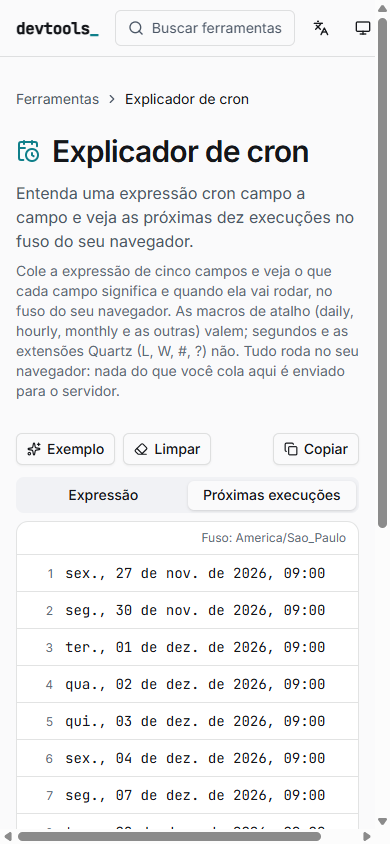 devtools_
Buscar ferramentas
Ferramentas > Explicador de cron
Explicador de cron
Entenda uma expressão cron campo a
campo e veja as próximas dez execuções no
fuso do seu navegador.
Cole a expressão de cinco campos e veja o que
cada campo significa e quando ela vai rodar, no
fuso do seu navegador. As macros de atalho (daily,
hourly, monthly e as outras) valem; segundos e as
extensões Quartz (L, W, #, ?) não. Tudo roda no seu
navegador: nada do que você cola aqui é enviado
para o servidor.
Exemplo
Limpar
Copiar
Expressão
Próximas execuções
Fuso: America/Sao_Paulo
1 sex., 27 de nov. de 2026, 09:00
2 seg., 30 de nov. de 2026, 09:00
3 ter., 01 de dez. de 2026, 09:00
4 qua., 02 de dez. de 2026, 09:00
5 qui., 03 de dez. de 2026, 09:00
6 sex., 04 de dez. de 2026, 09:00
7 seg., 07 de dez. de 2026, 09:00